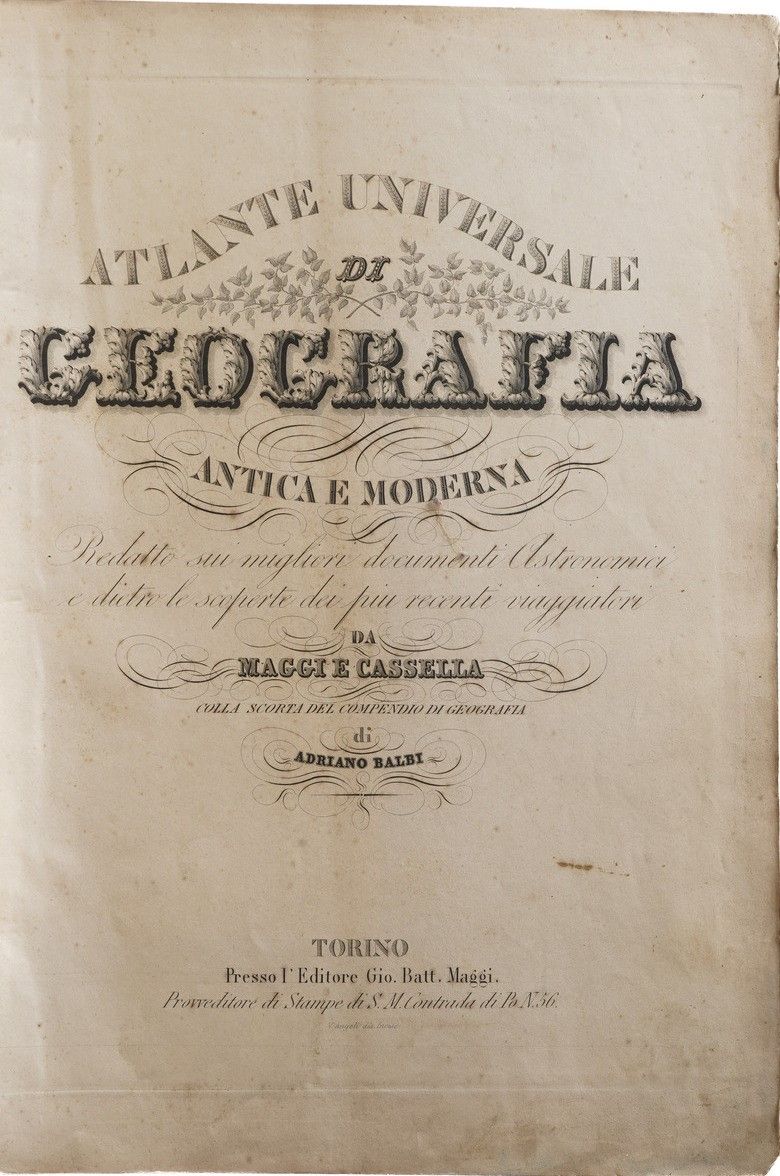 ATLANTE UNIVERSALE
DI
GEOGRAFIA
ANTICA E MODERNA
Redatto sui migliori documenti Astronomici
e dietro le scoperte dei piu recenti viaggiatori
DA
MAGGI E CASSELLA
COLLA SCORTA DEL COMPENDIO DI GEOGRAFIA
di
ADRIANO BALBI
TORINO
Presso l'Editore Gio. Batt. Maggi.
Provveditore di Stampe di S. M. Contrada di Po N. 56.